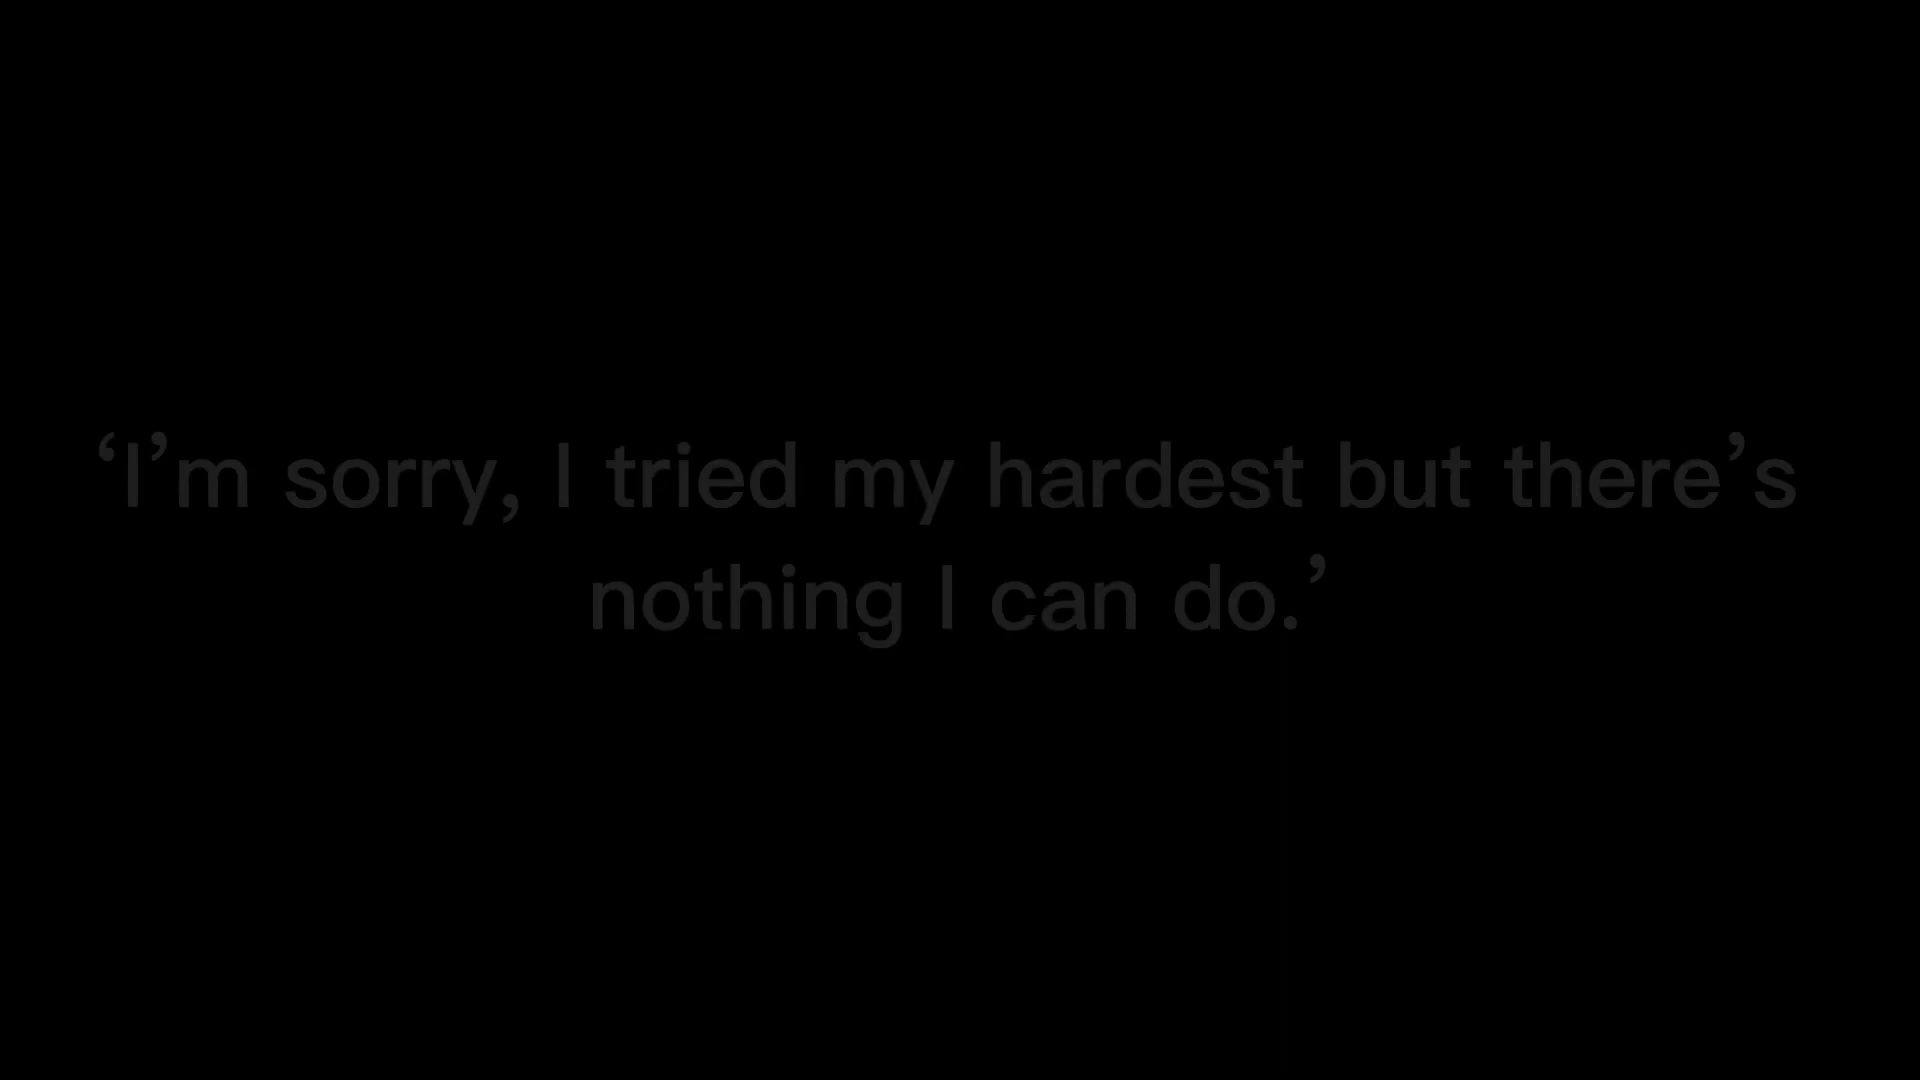 ‘I’m sorry, I tried my hardest but there’s
nothing I can do.’